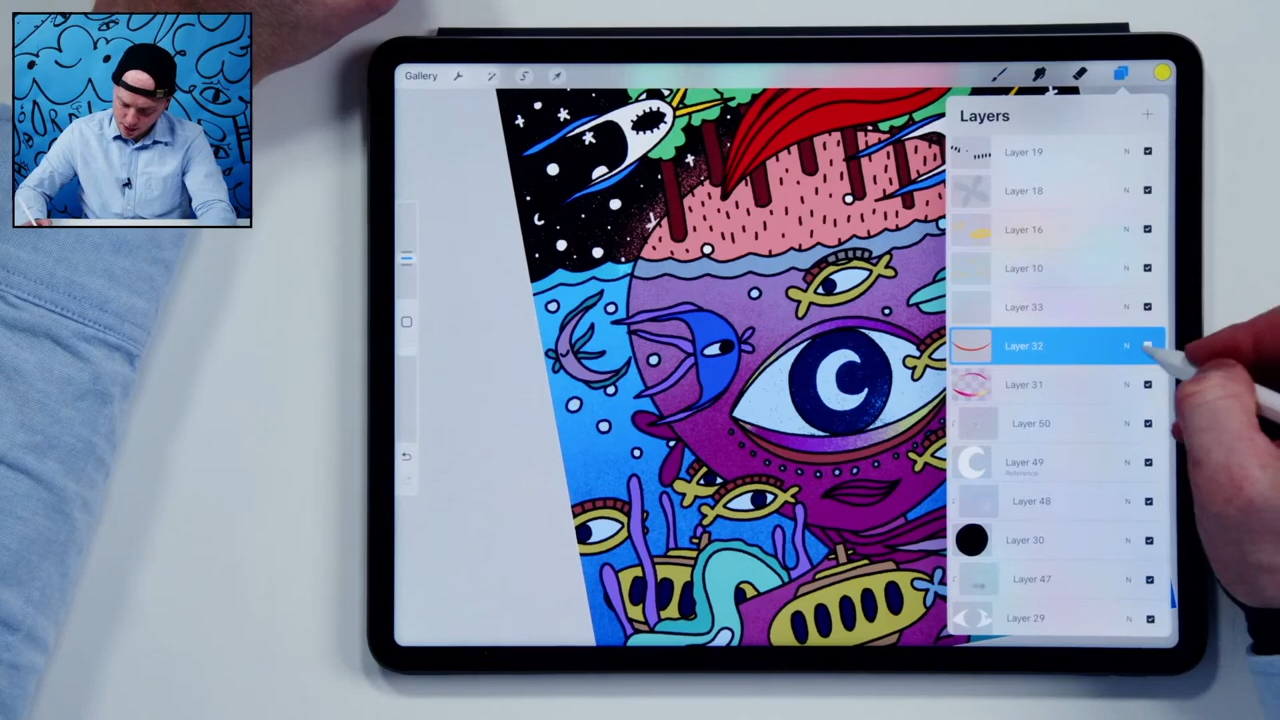 Gallery
Layers
Layer 19 N
Layer 18 N
Layer 16 N
Layer 10 N
Layer 33 N
Layer 32 N
Layer 31 N
Layer 50 N
Layer 49 N
Reference
Layer 48 N
Layer 30 N
Layer 47 N
Layer 29 N